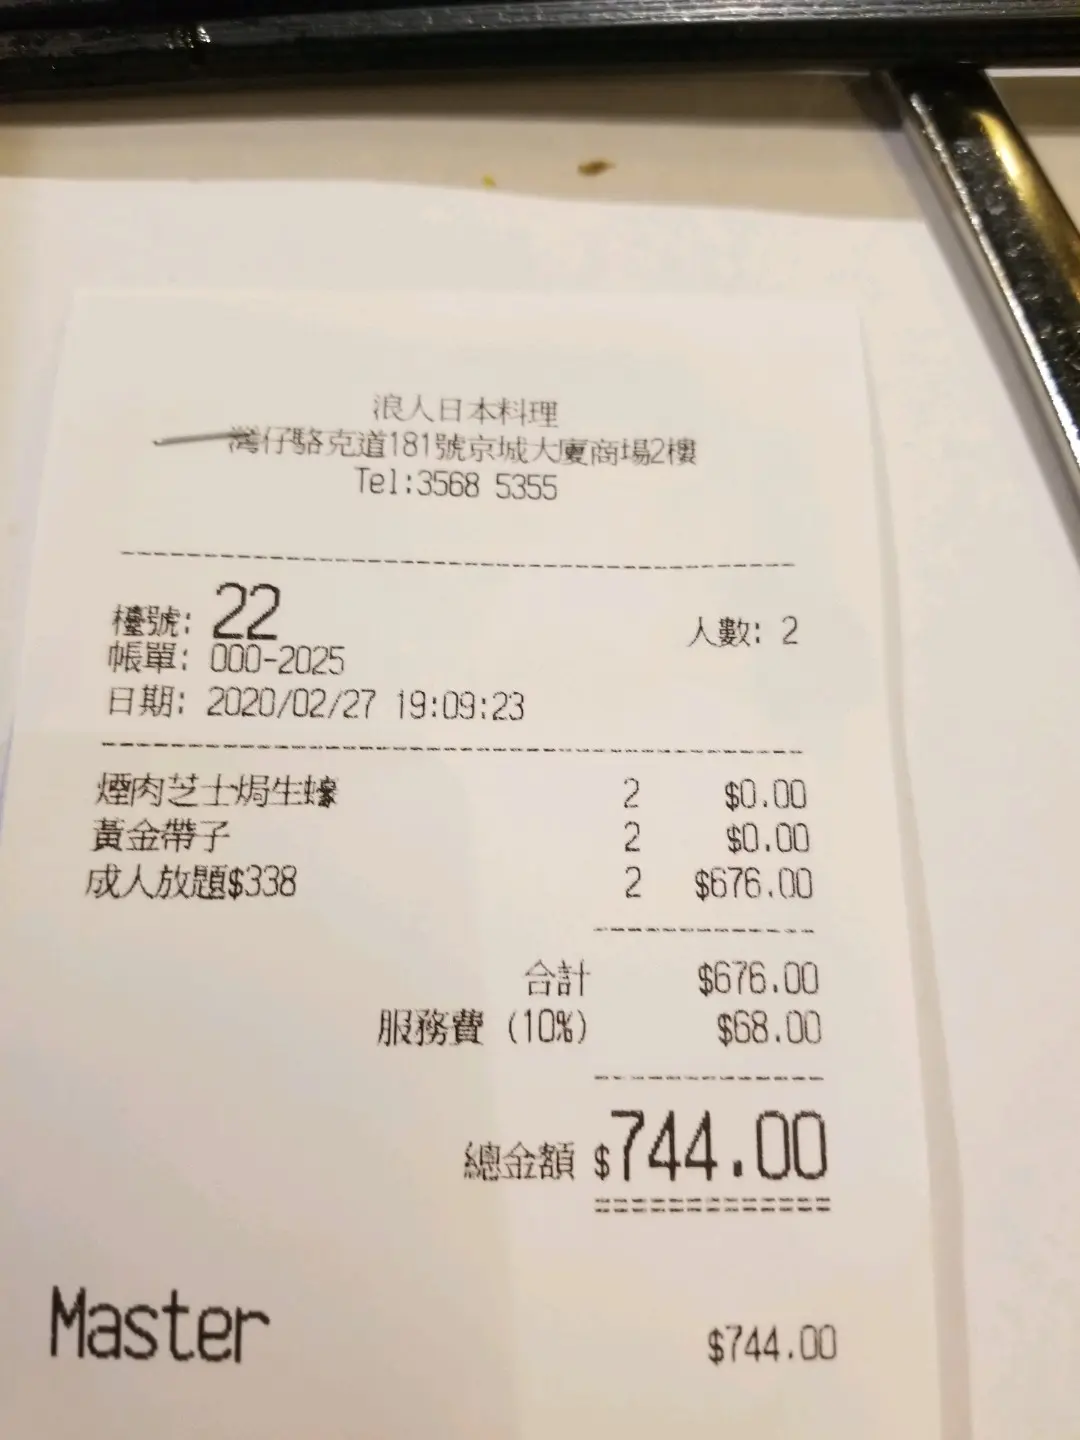 浪人日本料理
灣仔駱克道181號京城大廈商場2樓
Tel:3568 5355
檯號: 22 人數: 2
帳單: 000-2025
日期: 2020/02/27 19:09:23
煙肉芝士焗生蠔 2 $0.00
黃金帶子 2 $0.00
成人放題$338 2 $676.00
合計 $676.00
服務費 (10%) $68.00
總金額 $744.00
Master $744.00